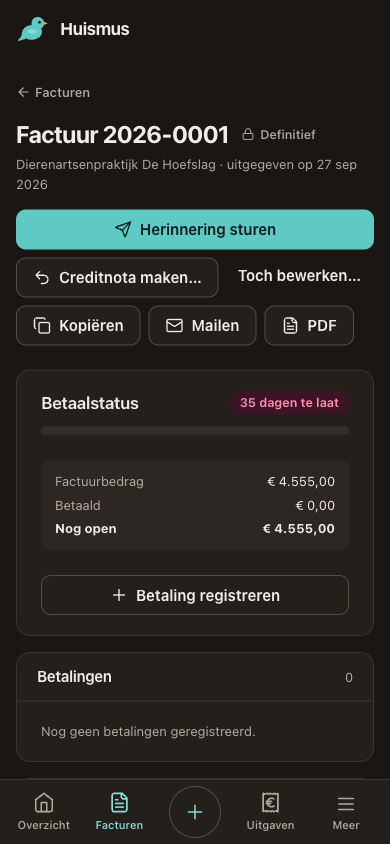 Huismus
Facturen
Factuur 2026-0001 Definitief
Dierenartsenpraktijk De Hoefslag · uitgegeven op 27 sep
2026
Herinnering sturen
Creditnota maken... Toch bewerken...
Kopiëren Mailen PDF
Betaalstatus 35 dagen te laat
Factuurbedrag € 4.555,00
Betaald € 0,00
Nog open € 4.555,00
Betaling registreren
Betalingen 0
Nog geen betalingen geregistreerd.
Overzicht Facturen Uitgaven Meer